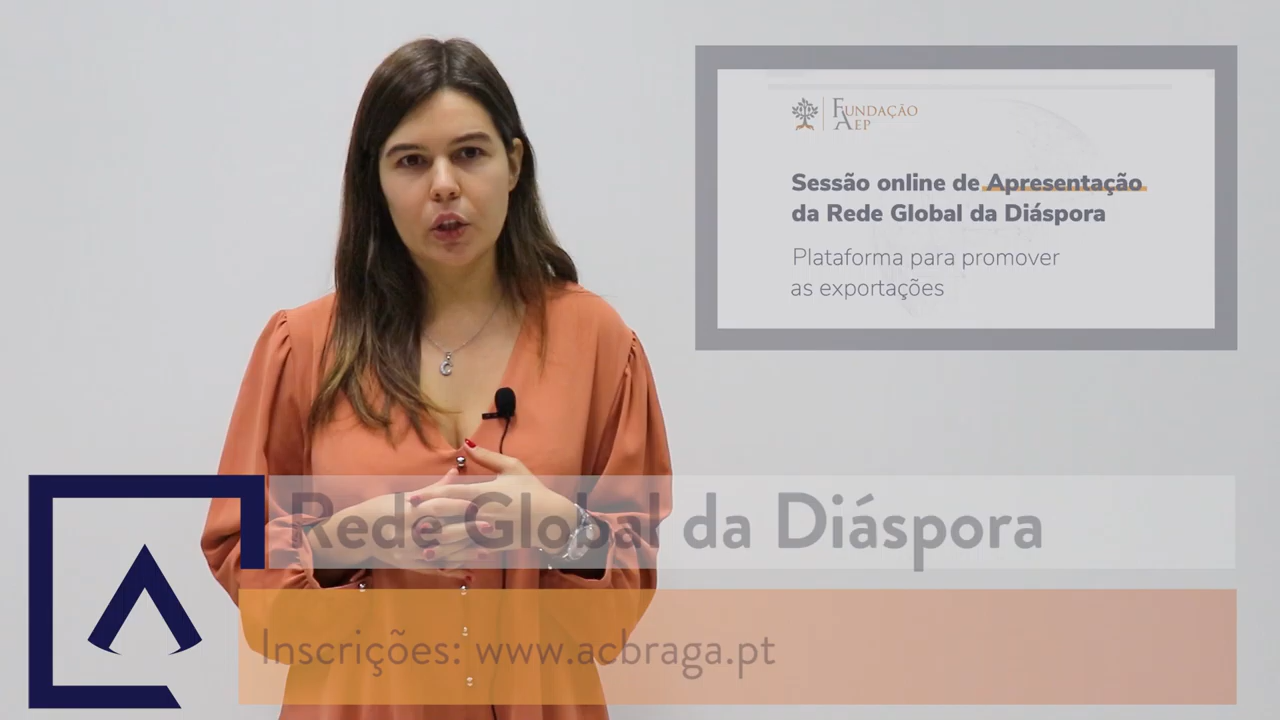 FUNDAÇÃO
AEP
Sessão online de Apresentação
da Rede Global da Diáspora
Plataforma para promover
as exportações
Rede Global da Diáspora
Inscrições: www.acbraga.pt